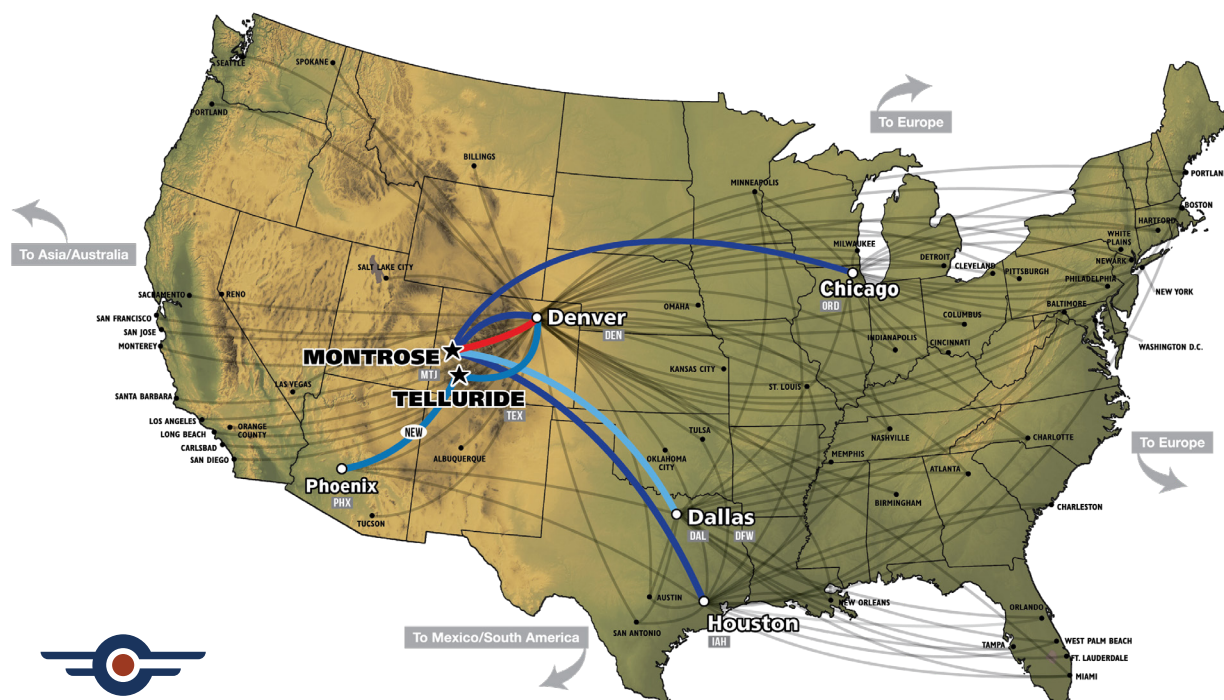 SEATTLE
SPOKANE
PORTLAND
BILLINGS
To Europe
MINNEAPOLIS
PORTLAND
BOSTON
HARTFORD
WHITE
PLAINS
NEWARK
To Asia/Australia
SALT LAKE CITY
MILWAUKEE
DETROIT
CLEVELAND
PITTSBURGH
PHILADELPHIA
NEW YORK
SACRAMENTO
RENO
Chicago
ORD
OMAHA
BALTIMORE
SAN FRANCISCO
SAN JOSE
MONTEREY
Denver
DEN
COLUMBUS
INDIANAPOLIS
CINCINNATI
WASHINGTON D.C.
MONTROSE
MTJ
KANSAS CITY
ST. LOUIS
LAS VEGAS
TELLURIDE
TEX
SANTA BARBARA
LOS ANGELES
ORANGE
COUNTY
LONG BEACH
CARLSBAD
SAN DIEGO
NEW
TULSA
NASHVILLE
CHARLOTTE
To Europe
ALBUQUERQUE
OKLAHOMA
CITY
MEMPHIS
ATLANTA
Phoenix
PHX
BIRMINGHAM
CHARLESTON
TUCSON
Dallas
DAL
DFW
AUSTIN
NEW ORLEANS
ORLANDO
Houston
IAH
SAN ANTONIO
To Mexico/South America
TAMPA
WEST PALM BEACH
FT. LAUDERDALE
MIAMI